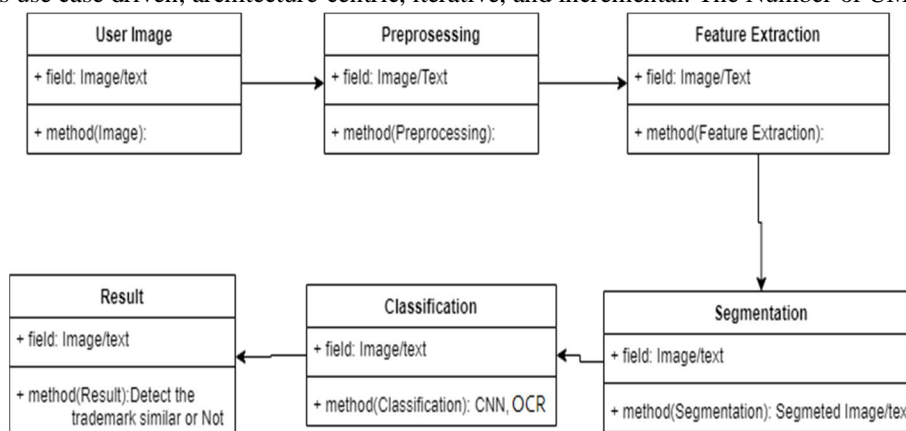 s use case driven, architecture-centric, iterative, and incremental. The Number of UM
User Image
+ field: Image/text
+ method(Image):
Preprosessing
+ field: Image/Text
+ method(Preprocessing):
Feature Extraction
+ field: Image/Text
+ method(Feature Extraction):
Segmentation
+ field: Image/text
+ method(Segmentation): Segmeted Image/tex
Classification
+ field: Image/text
+ method(Classification): CNN, OCR
Result
+ field: Image/text
+ method(Result):Detect the
trademark similar or Not